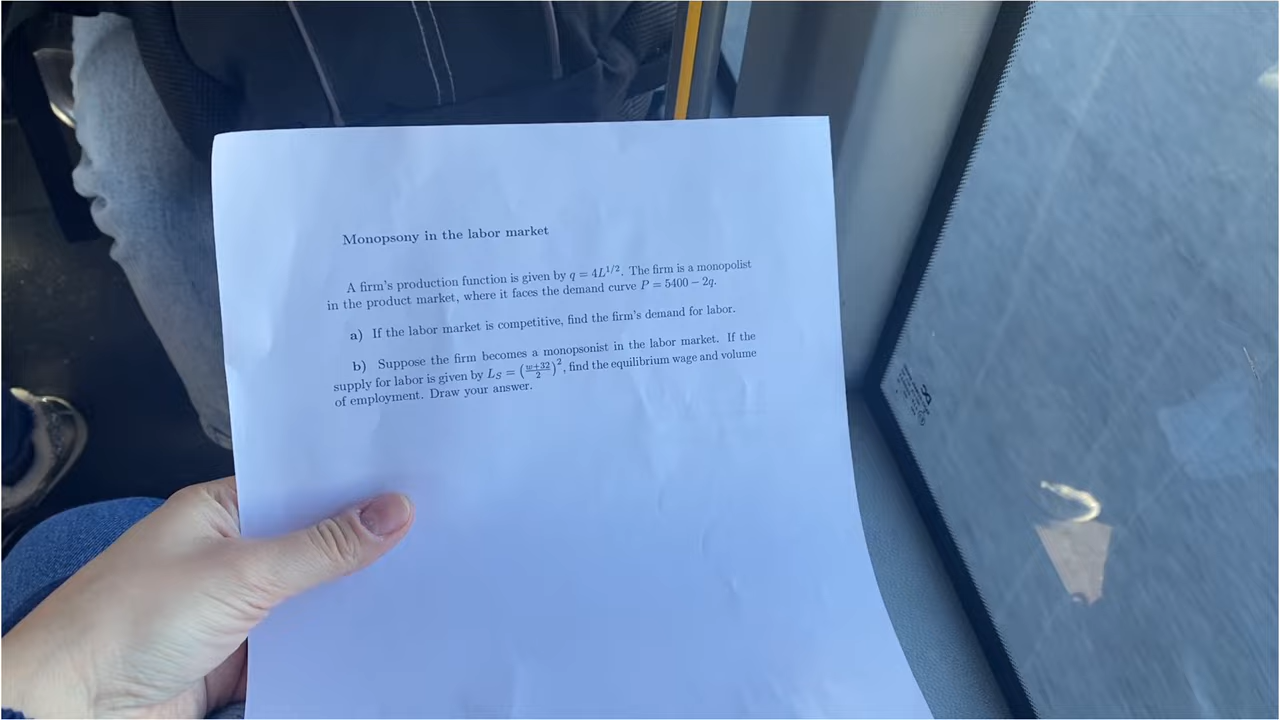 Monopsony in the labor market
A firm's production function is given by q = 4L^{1/2}. The firm is a monopolist
in the product market, where it faces the demand curve P = 5400 − 2q.
a) If the labor market is competitive, find the firm's demand for labor.
b) Suppose the firm becomes a monopsonist in the labor market. If the
supply for labor is given by L_S = (\frac{w+32}{2})^2, find the equilibrium wage and volume
of employment. Draw your answer.